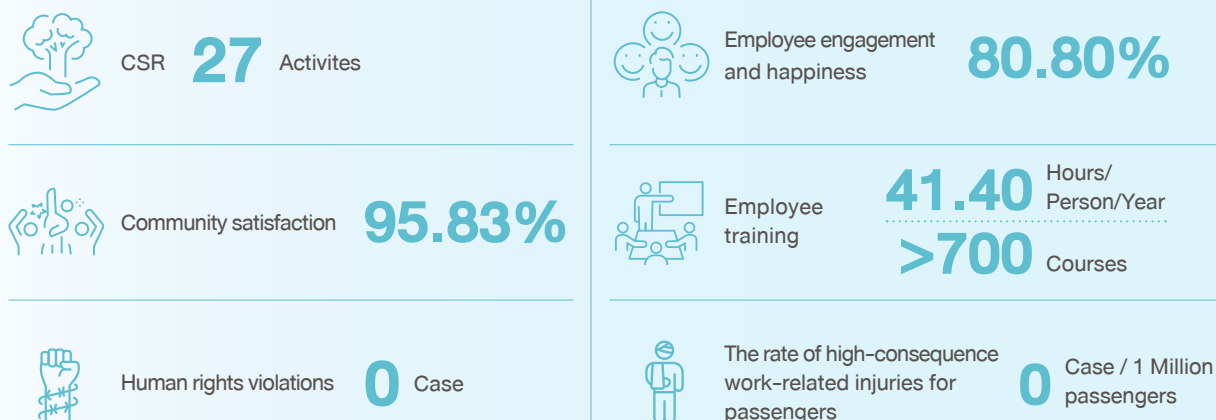 CSR 27 Activites
Community satisfaction 95.83%
Human rights violations 0 Case
Employee engagement
and happiness
80.80%
Employee
training
41.40 Hours/
Person/Year
>700 Courses
The rate of high-consequence
work-related injuries for
passengers
0 Case / 1 Million
passengers